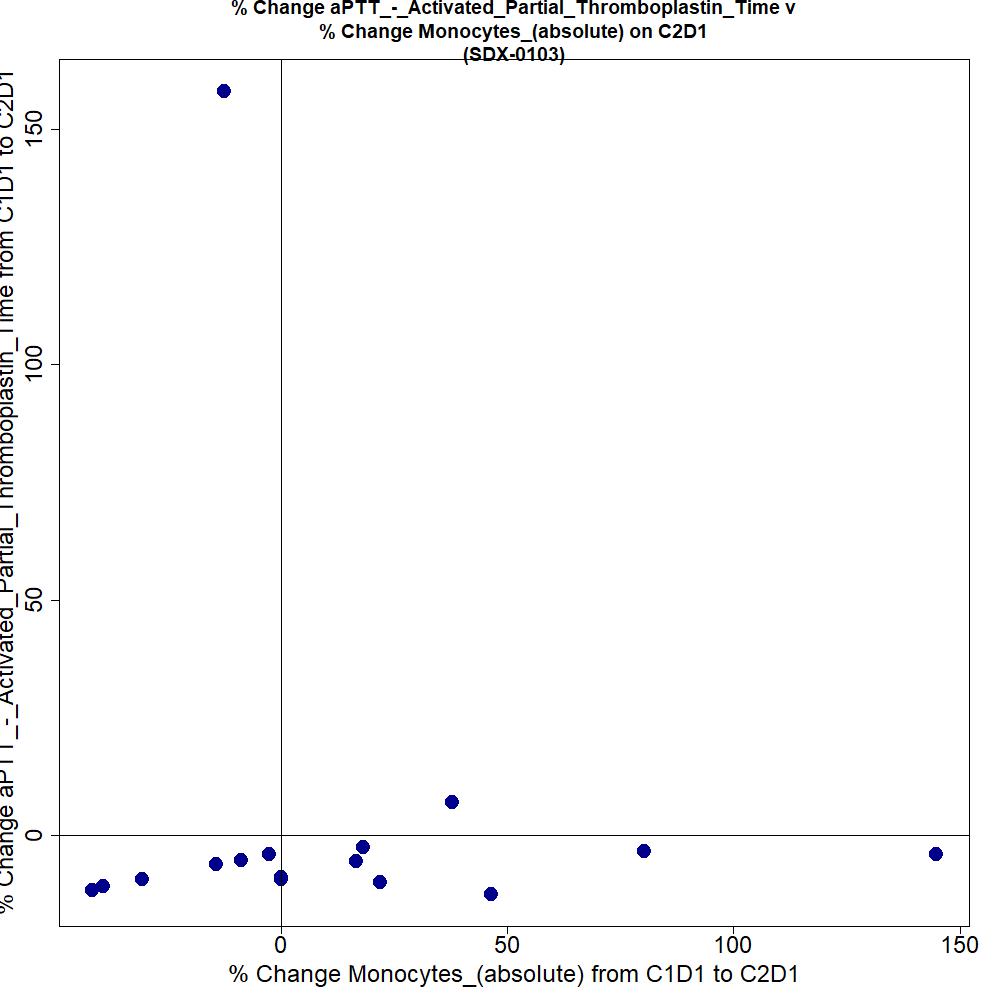 % Change aPTT_-_Activated_Partial_Thromboplastin_Time v
% Change Monocytes_(absolute) on C2D1
(SDX-0103)
% Change aPTT_-_Activated_Partial_Thromboplastin_Time from C1D1 to C2D1
150
100
50
0
0
50
100
150
% Change Monocytes_(absolute) from C1D1 to C2D1